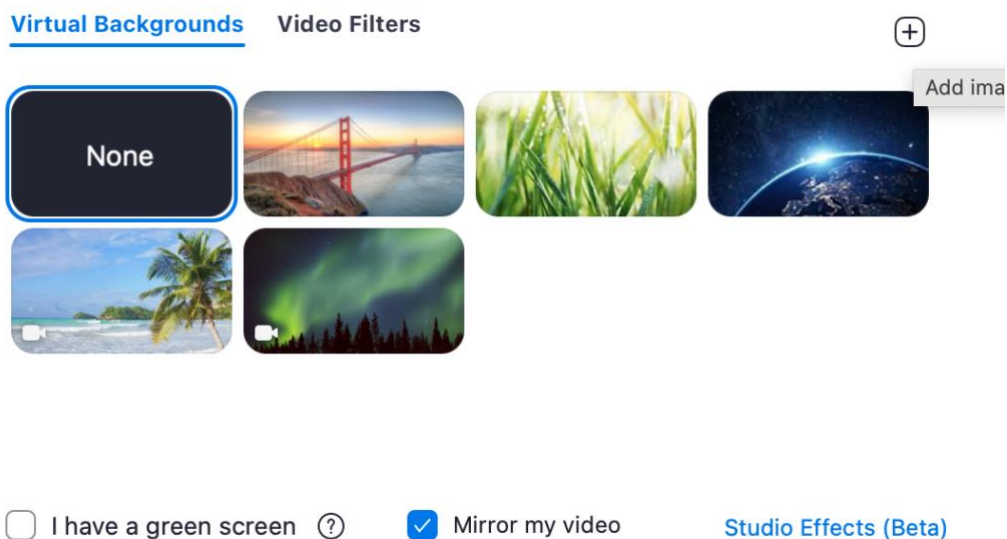 Virtual Backgrounds Video Filters
Add ima
None
I have a green screen ? Mirror my video Studio Effects (Beta)